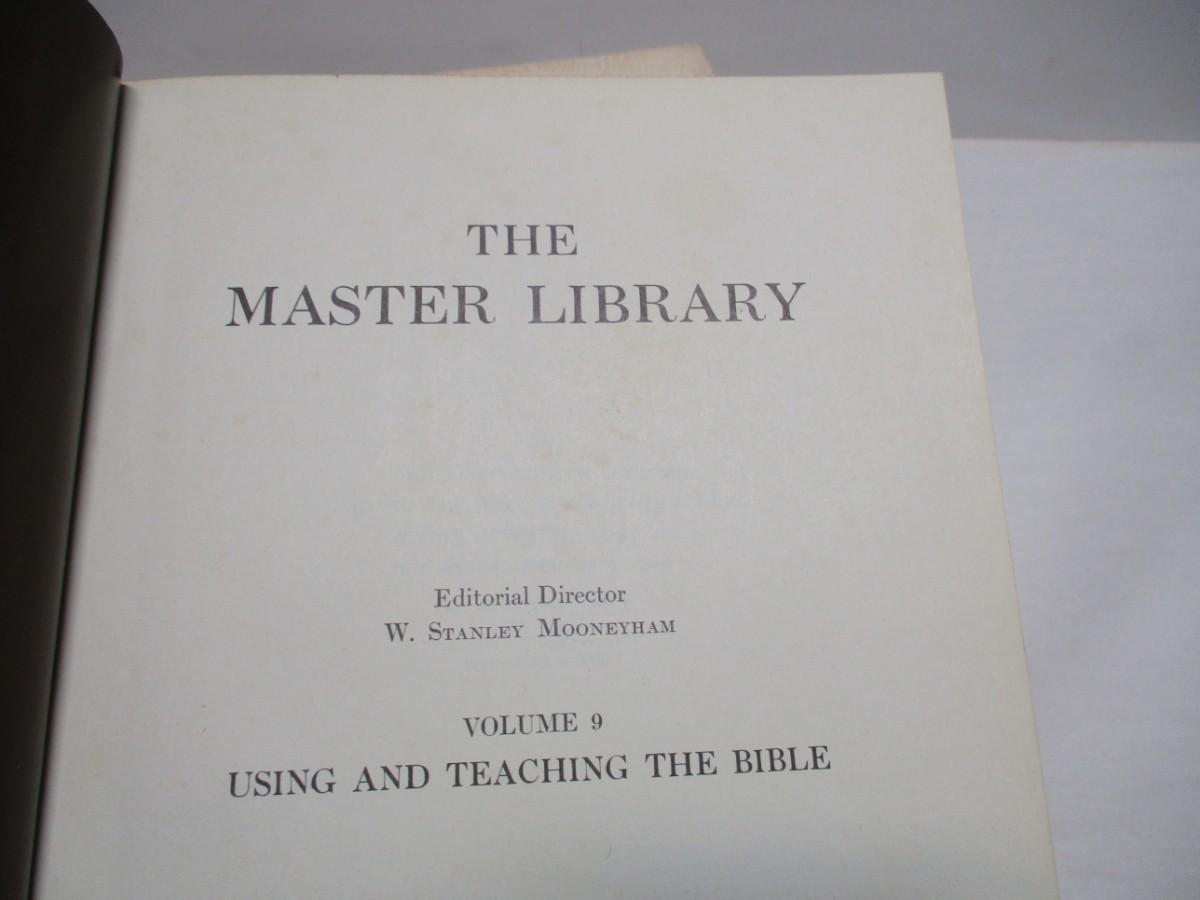 THE
MASTER LIBRARY
Editorial Director
W. STANLEY MOONEYHAM
VOLUME 9
USING AND TEACHING THE BIBLE